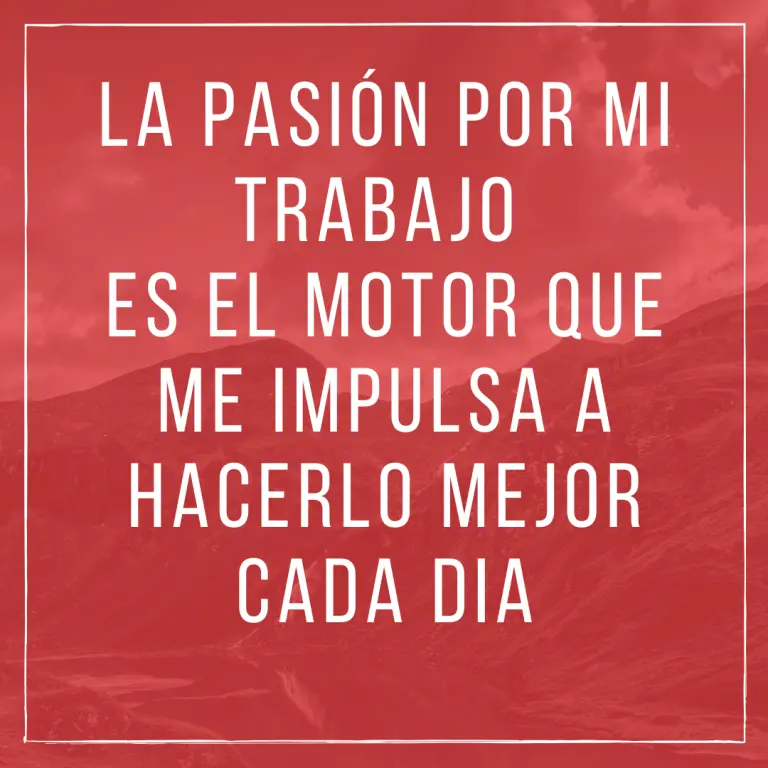 LA PASIÓN POR MI
TRABAJO
ES EL MOTOR QUE
ME IMPULSA A
HACERLO MEJOR
CADA DIA